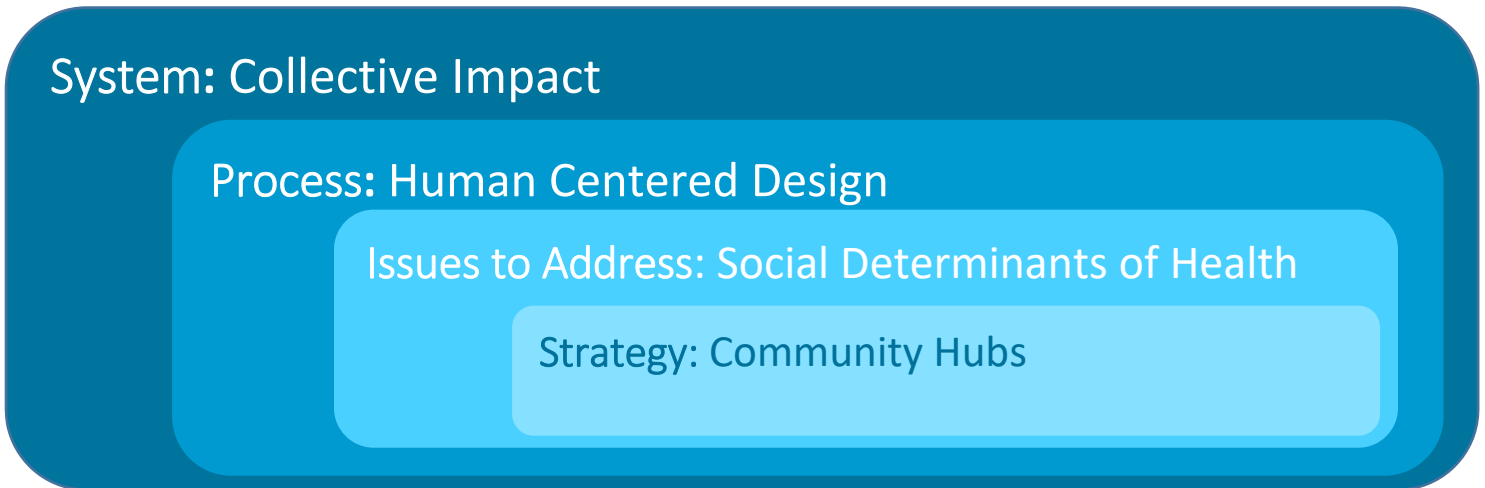 System: Collective Impact
Process: Human Centered Design
Issues to Address: Social Determinants of Health
Strategy: Community Hubs